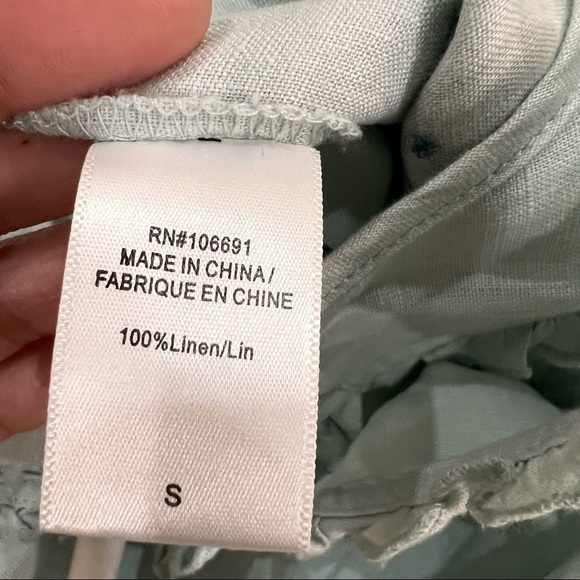 RN#106691
MADE IN CHINA/
FABRIQUE EN CHINE
100%Linen/Lin
S